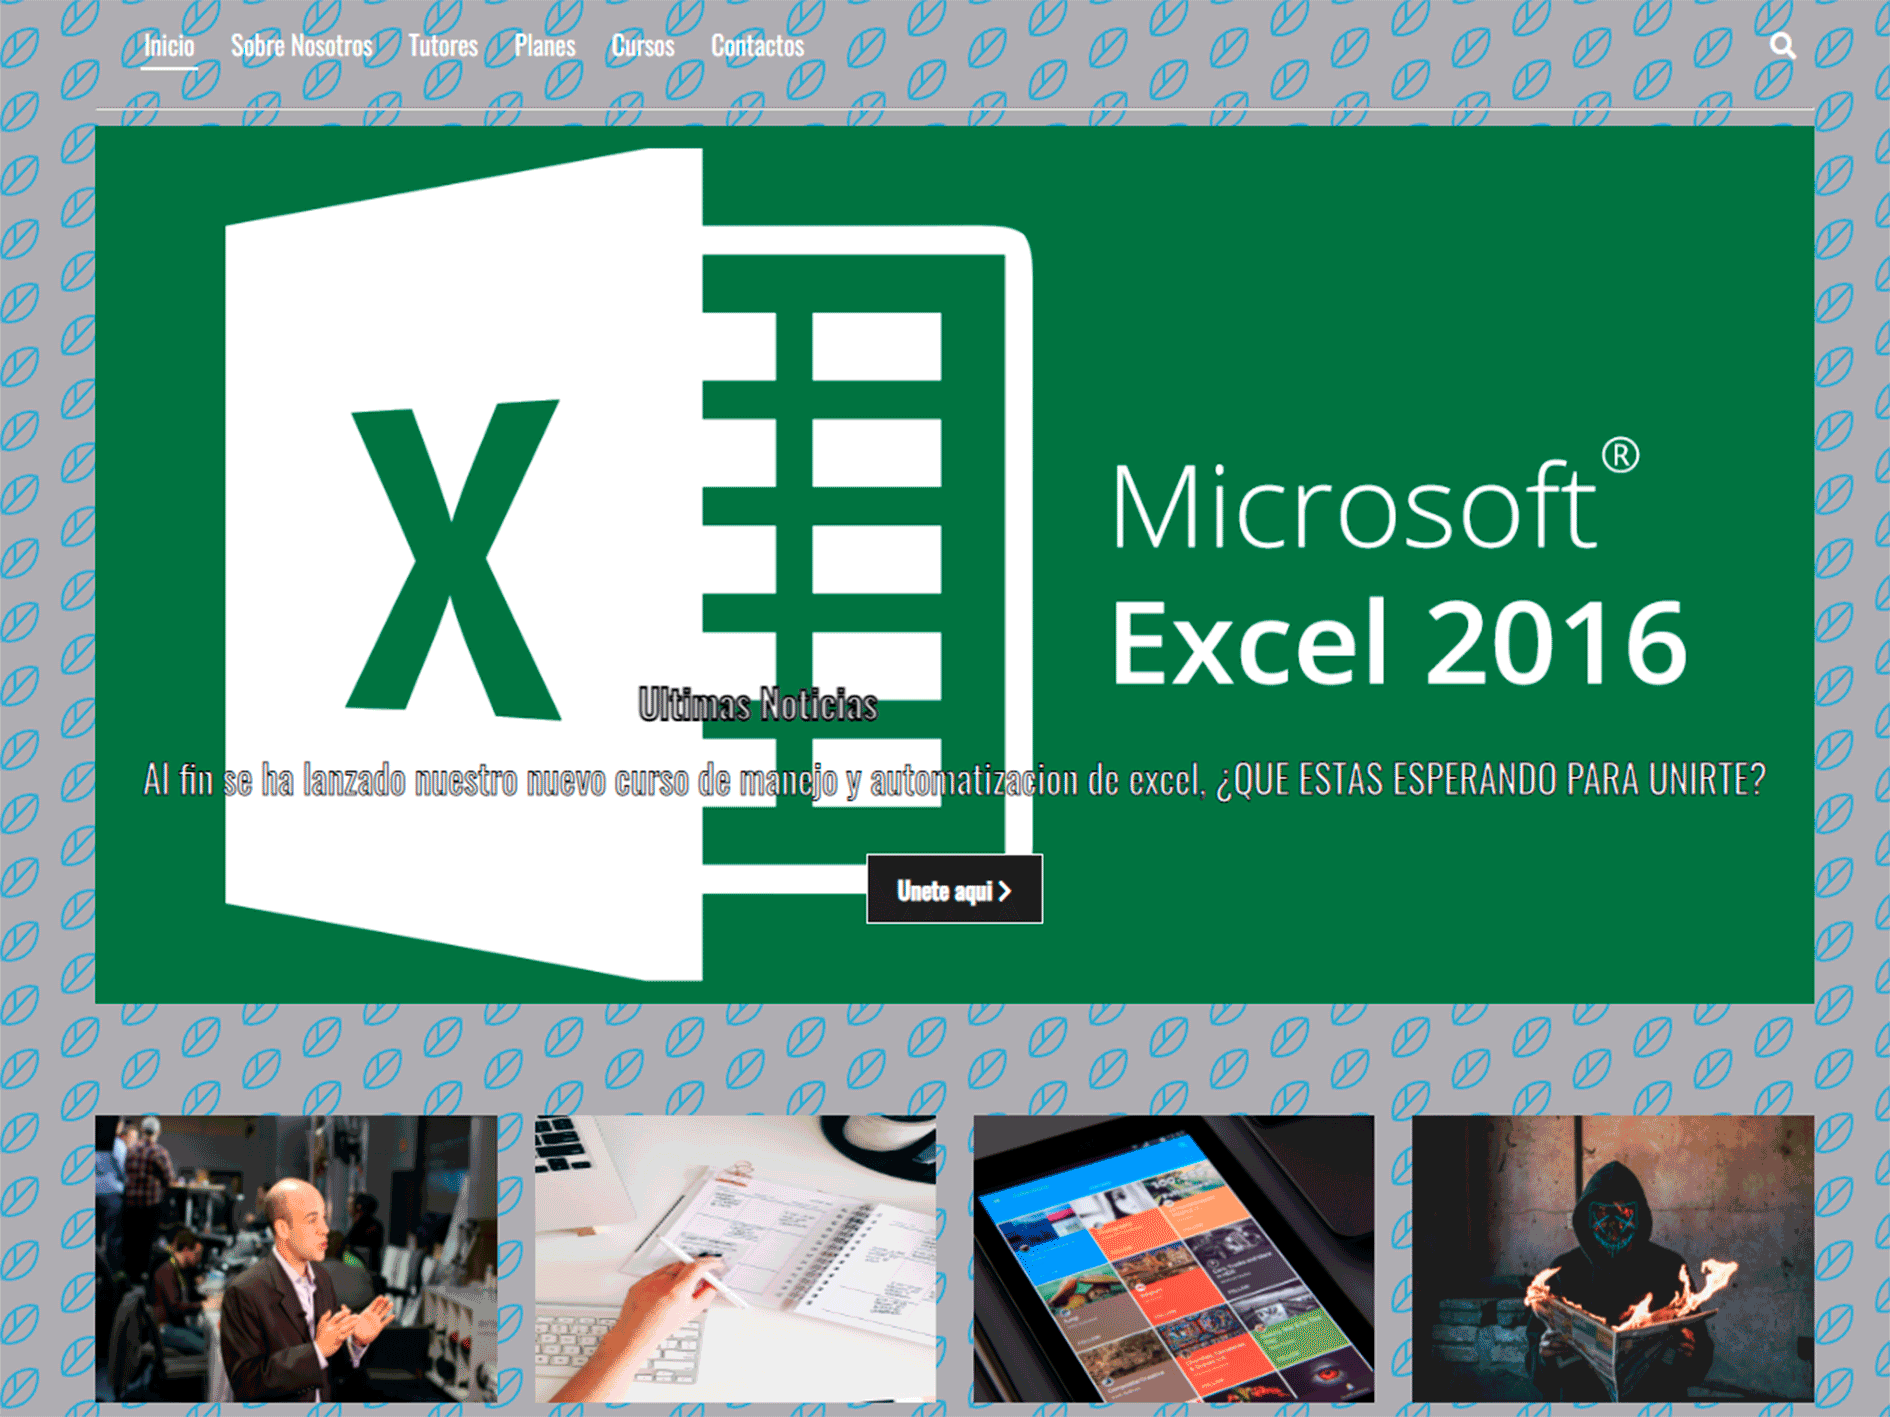 Inicio Sobre Nosotros Tutores Planes Cursos Contactos
X
Microsoft®
Excel 2016
Ultimas Noticias
Al fin se ha lanzado nuestro nuevo curso de manejo y automatizacion de excel, ¿QUE ESTAS ESPERANDO PARA UNIRTE?
Unete aqui